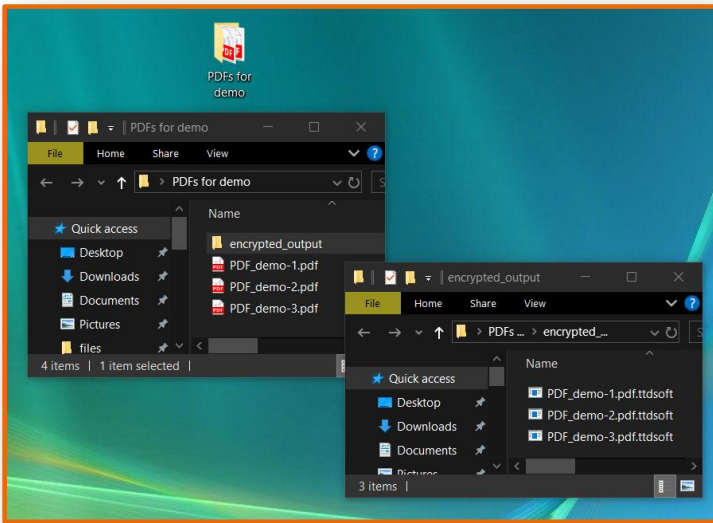 PDFs for
demo
PDFs for demo
File Home Share View
PDFs for demo
Name
Quick access
Desktop
Downloads
Documents
Pictures
files
encrypted_output
PDF_demo-1.pdf
PDF_demo-2.pdf
PDF_demo-3.pdf
4 items 1 item selected
encrypted_output
File Home Share View
PDFs ... encrypted_...
Name
Quick access
Desktop
Downloads
Documents
PDF_demo-1.pdf.ttdsoft
PDF_demo-2.pdf.ttdsoft
PDF_demo-3.pdf.ttdsoft
3 items